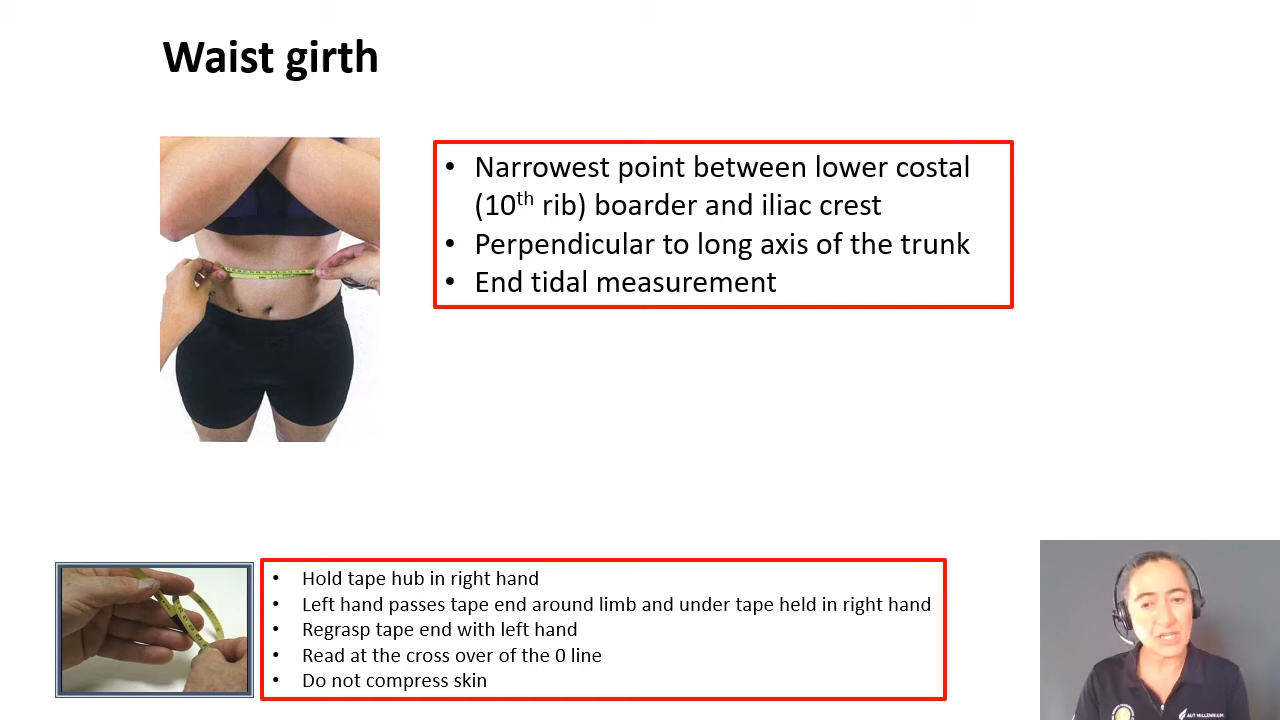 Waist girth
• Narrowest point between lower costal
(10th rib) boarder and iliac crest
• Perpendicular to long axis of the trunk
• End tidal measurement
• Hold tape hub in right hand
• Left hand passes tape end around limb and under tape held in right hand
• Regrasp tape end with left hand
• Read at the cross over of the 0 line
• Do not compress skin
AUT MILLENNIUM